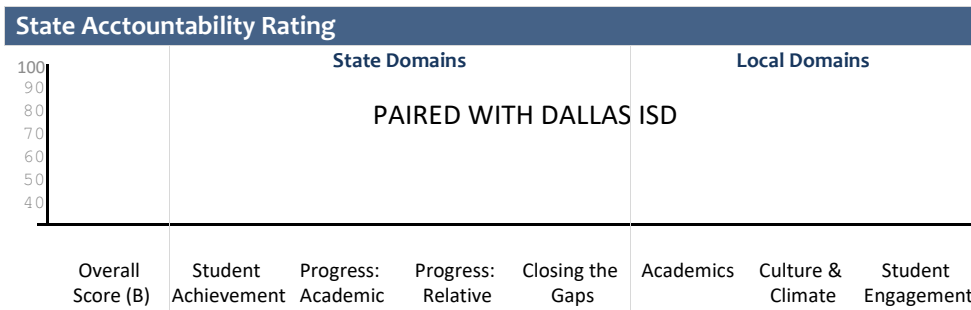 State Acctountability Rating
State Domains
Local Domains
100
90
80
70
60
50
40
PAIRED WITH DALLAS ISD
Overall
Score (B)
Student
Achievement
Progress:
Academic
Progress:
Relative
Closing the
Gaps
Academics
Culture &
Climate
Student
Engagement